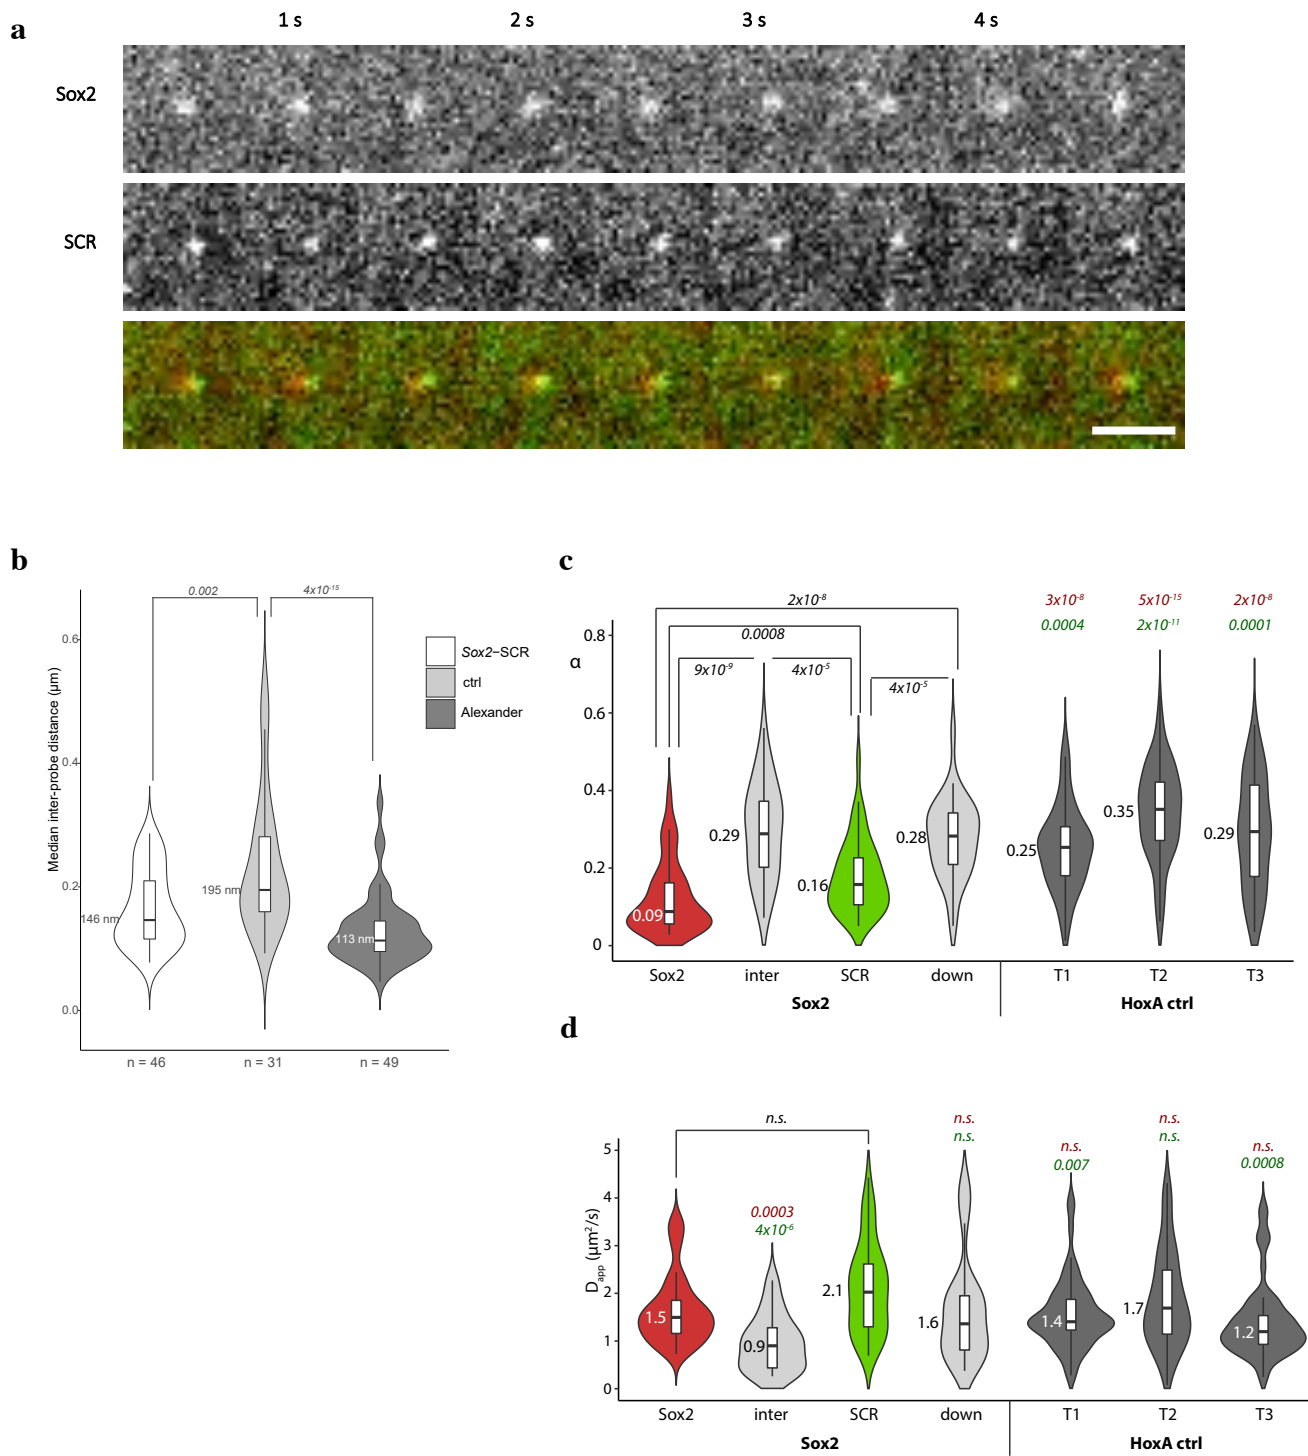 a
1 s 2 s 3 s 4 s
Sox2
SCR
b
Median inter-probe distance (μm)
0.6
0.4
0.2
0.0
0.002
4x10⁻¹⁵
Sox2−SCR
ctrl
Alexander
146 nm
195 nm
113 nm
n = 46 n = 31 n = 49
c
α
0.8
0.6
0.4
0.2
0
2x10⁻⁸
0.0008
9x10⁻⁹ 4x10⁻⁵
4x10⁻⁵
3x10⁻⁸ 5x10⁻¹⁵ 2x10⁻⁸
0.0004 2x10⁻¹¹ 0.0001
0.09 0.29 0.16 0.28 0.25 0.35 0.29
Sox2 inter SCR down T1 T2 T3
Sox2 HoxA ctrl
d
D_app (μm²/s)
5
4
3
2
1
0
n.s.
0.0003
4x10⁻⁶
n.s.
n.s.
n.s.
0.007
n.s.
n.s.
n.s.
0.0008
1.5 0.9 2.1 1.6 1.4 1.7 1.2
Sox2 inter SCR down T1 T2 T3
Sox2 HoxA ctrl